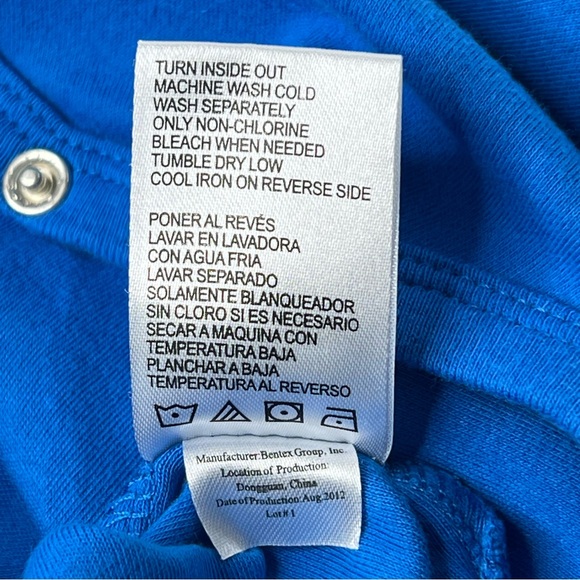 TURN INSIDE OUT
MACHINE WASH COLD
WASH SEPARATELY
ONLY NON-CHLORINE
BLEACH WHEN NEEDED
TUMBLE DRY LOW
COOL IRON ON REVERSE SIDE
PONER AL REVÉS
LAVAR EN LAVADORA
CON AGUA FRIA
LAVAR SEPARADO
SOLAMENTE BLANQUEADOR
SIN CLORO SI ES NECESARIO
SECAR A MAQUINA CON
TEMPERATURA BAJA
PLANCHAR A BAJA
TEMPERATURA AL REVERSO
Manufacturer:Bentex Group, Inc.
Location of Production:
Dongguan, China
Date of Production:Aug.2012
Lot # 1